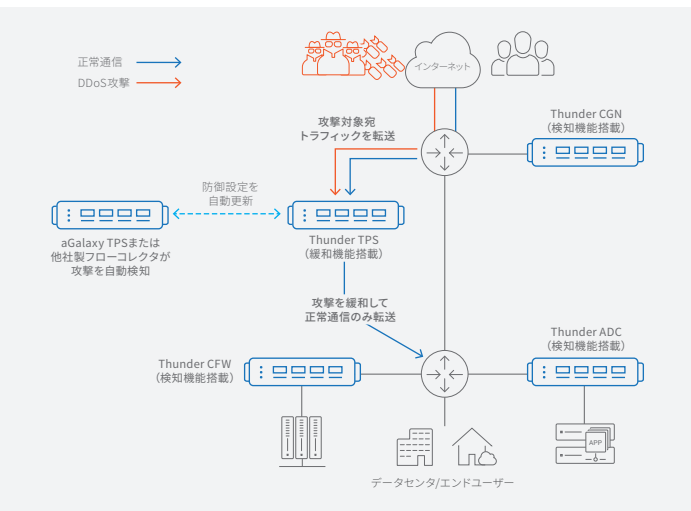 正常通信
DDoS攻撃
インターネット
攻撃対象宛
トラフィックを転送
Thunder CGN
（検知機能搭載）
防御設定を
自動更新
aGalaxy TPSまたは
他社製フローコレクタが
攻撃を自動検知
Thunder TPS
（緩和機能搭載）
攻撃を緩和して
正常通信のみ転送
Thunder CFW
（検知機能搭載）
Thunder ADC
（検知機能搭載）
APP
データセンタ/エンドユーザー